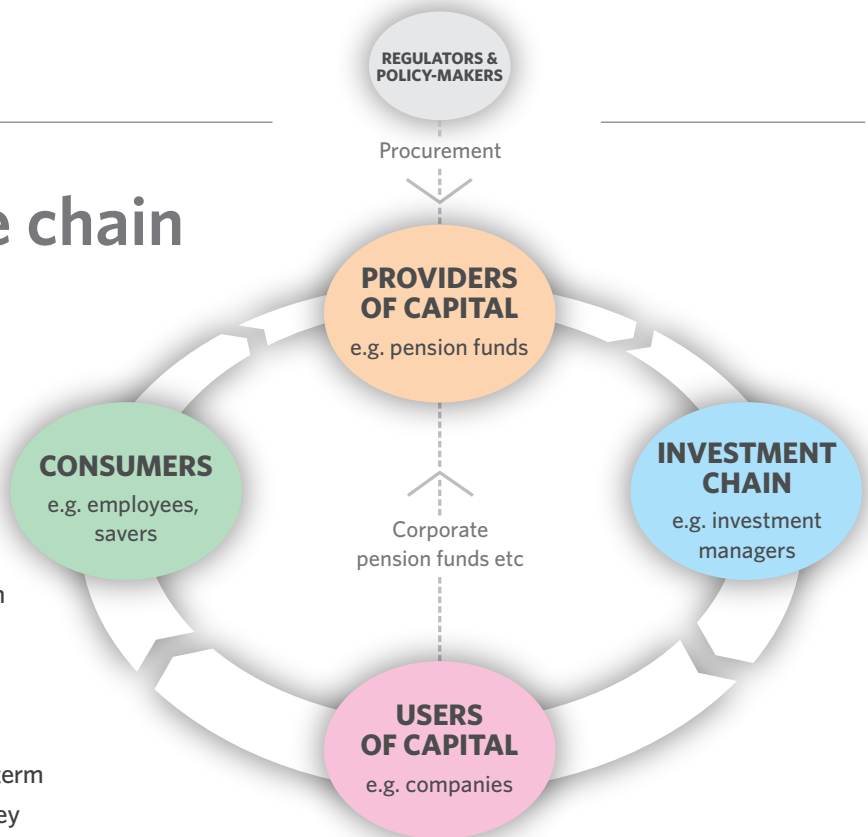 REGULATORS &
POLICY-MAKERS
Procurement
e chain
PROVIDERS
OF CAPITAL
e.g. pension funds
CONSUMERS
e.g. employees,
savers
INVESTMENT
CHAIN
e.g. investment
managers
Corporate
pension funds etc
n
USERS
OF CAPITAL
e.g. companies
term
ey